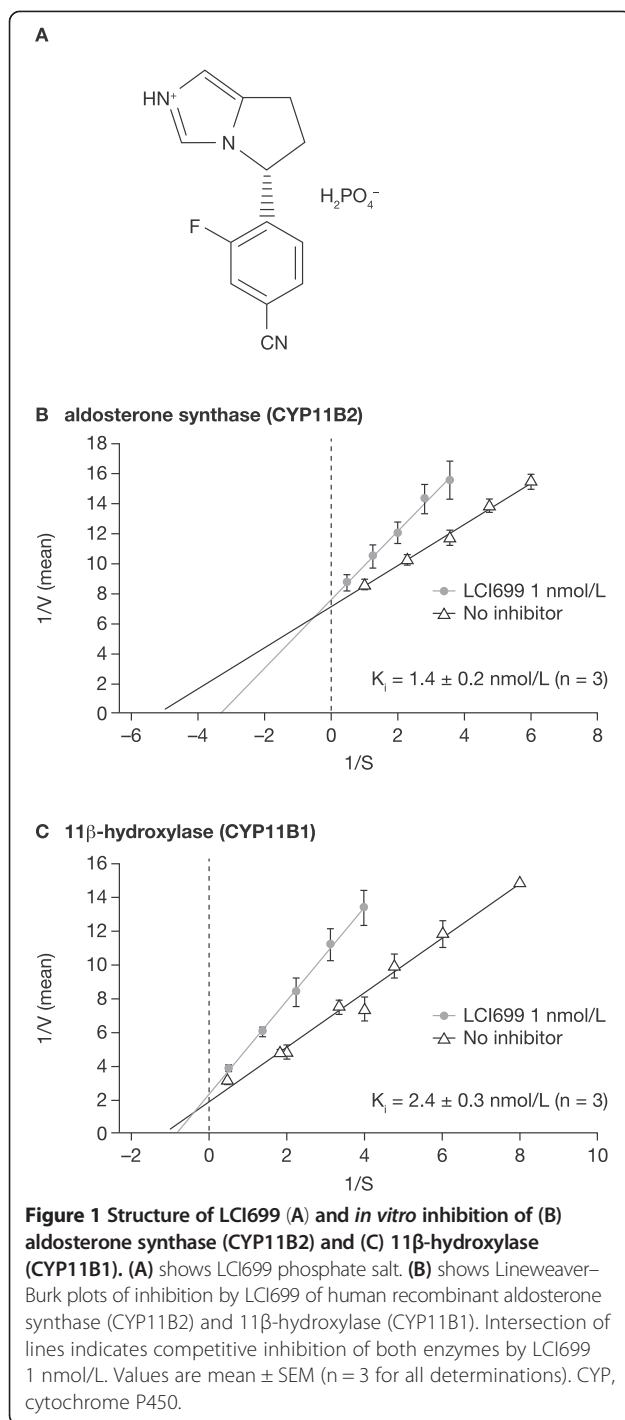 A
HN+
N
H2PO4−
F
CN
B aldosterone synthase (CYP11B2)
18
16
14
12
10
8
6
4
2
0
1/V (mean)
LCI699 1 nmol/L
No inhibitor
Ki = 1.4 ± 0.2 nmol/L (n = 3)
−6 −4 −2 0 2 4 6 8
1/S
C 11β-hydroxylase (CYP11B1)
16
14
12
10
8
6
4
2
0
1/V (mean)
LCI699 1 nmol/L
No inhibitor
Ki = 2.4 ± 0.3 nmol/L (n = 3)
−2 0 2 4 6 8 10
1/S
Figure 1 Structure of LCI699 (A) and in vitro inhibition of (B)
aldosterone synthase (CYP11B2) and (C) 11β-hydroxylase
(CYP11B1). (A) shows LCI699 phosphate salt. (B) shows Lineweaver–
Burk plots of inhibition by LCI699 of human recombinant aldosterone
synthase (CYP11B2) and 11β-hydroxylase (CYP11B1). Intersection of
lines indicates competitive inhibition of both enzymes by LCI699
1 nmol/L. Values are mean ± SEM (n = 3 for all determinations). CYP,
cytochrome P450.